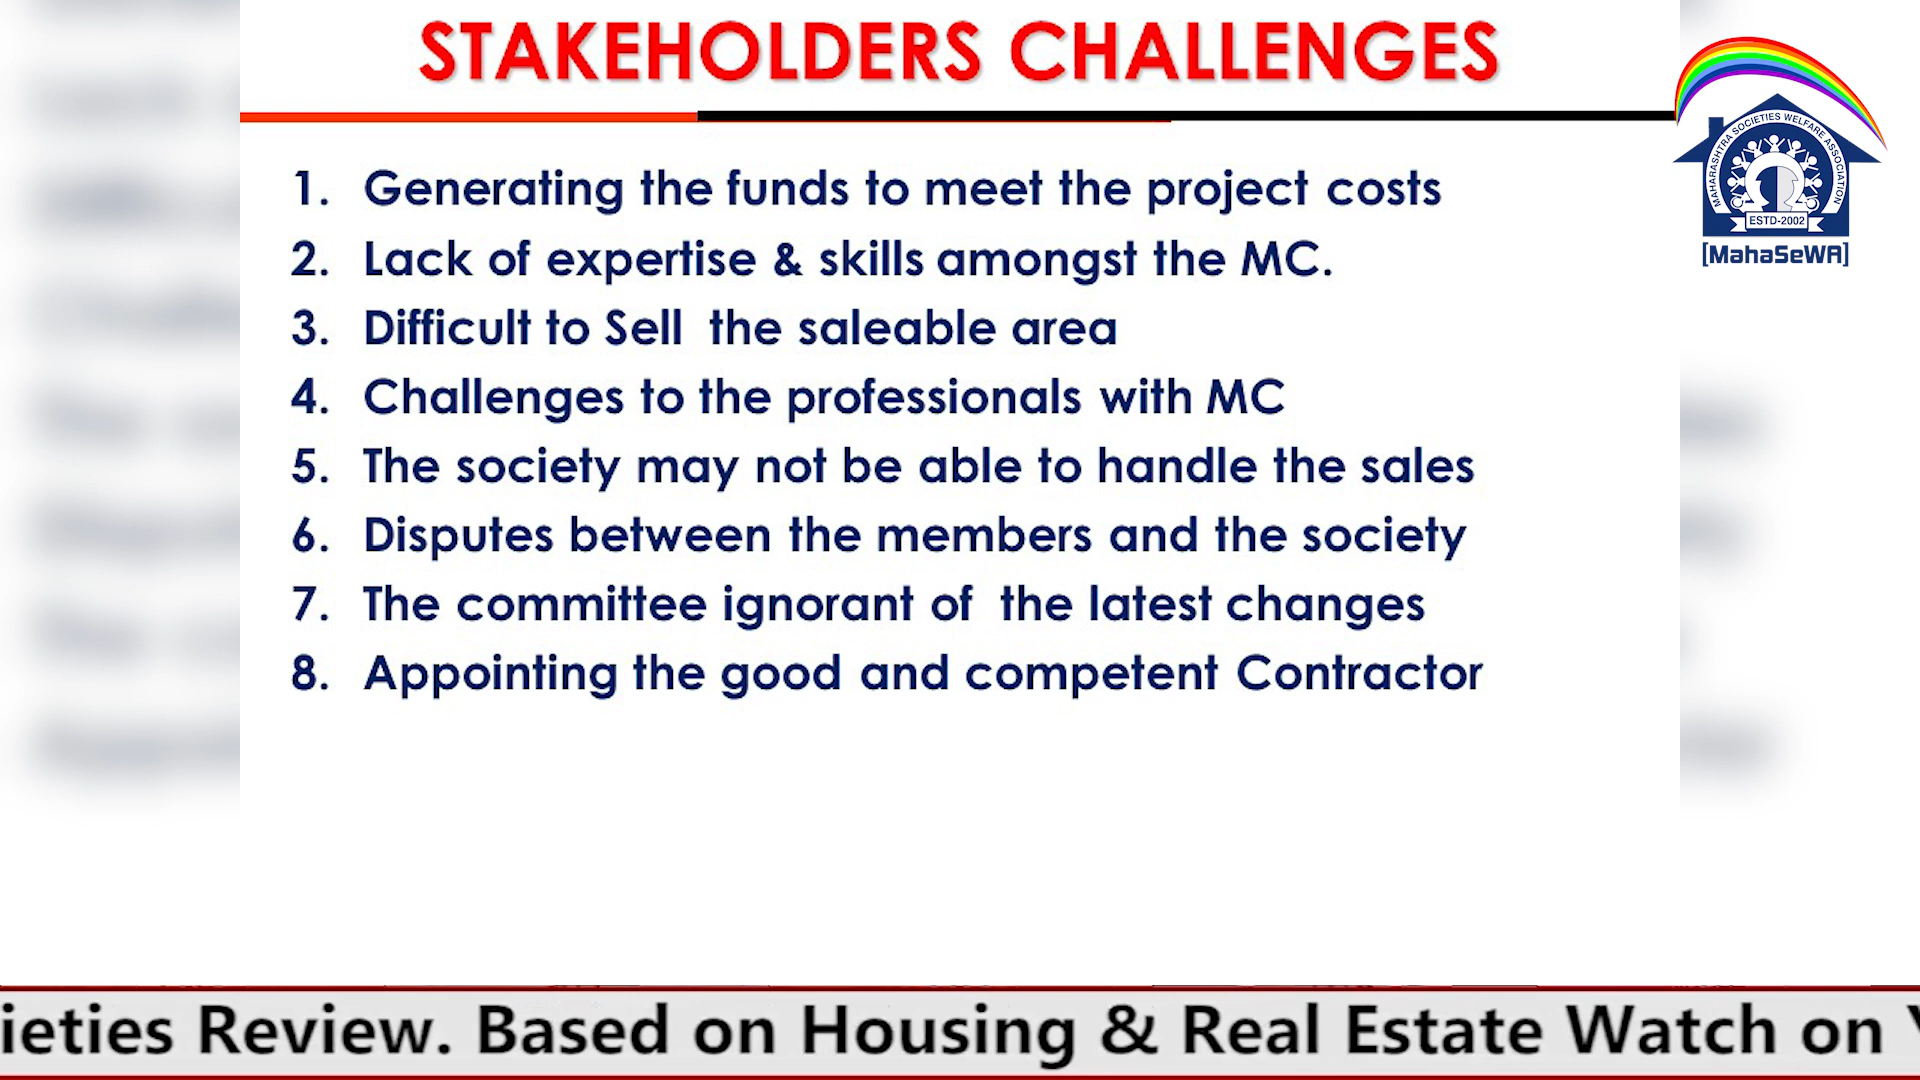 STAKEHOLDERS CHALLENGES
1. Generating the funds to meet the project costs
2. Lack of expertise & skills amongst the MC.
3. Difficult to Sell the saleable area
4. Challenges to the professionals with MC
5. The society may not be able to handle the sales
6. Disputes between the members and the society
7. The committee ignorant of the latest changes
8. Appointing the good and competent Contractor
MAHARASHTRA SOCIETIES WELFARE ASSOCIATION
ESTD-2002
[MahaSeWA]
ieties Review. Based on Housing & Real Estate Watch on